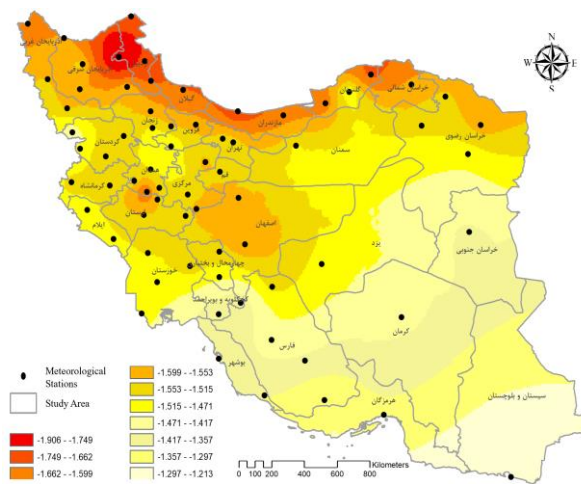 N
W E
S
آذربایجان غربی
آذربایجان شرقی
گیلان
زنجان
مازندران
گلستان
خراسان شمالی
خراسان رضوی
کردستان
قزوین
تهران
سمنان
قم
کرمانشاه
مرکزی
ایلام
اصفهان
یزد
خراسان جنوبی
خوزستان
چهارمحال و بختیاری
کهگیلویه و بویراحمد
فارس
کرمان
بوشهر
هرمزگان
سیستان و بلوچستان
Meteorological
Stations
Study Area
-1.906 - -1.749
-1.749 - -1.662
-1.662 - -1.599
-1.599 - -1.553
-1.553 - -1.515
-1.515 - -1.471
-1.471 - -1.417
-1.417 - -1.357
-1.357 - -1.297
-1.297 - -1.213
0 100 200 400 600 800
Kilometers